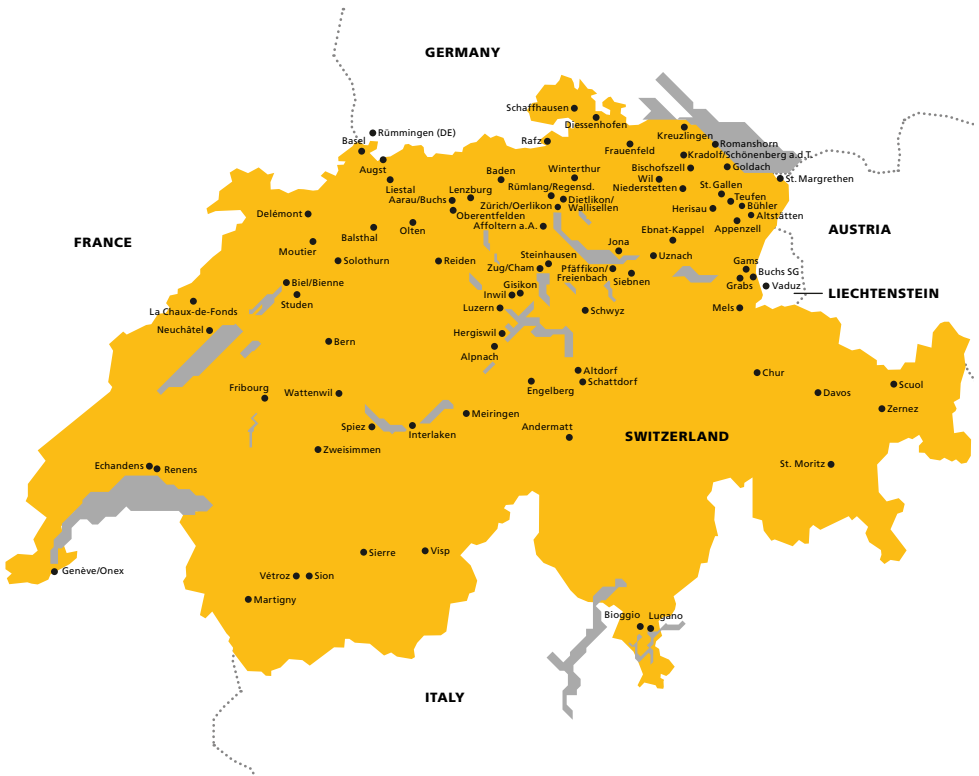 GERMANY
Schaffhausen
Diessenhofen
Rümmingen (DE)
Basel
Rafz
Kreuzlingen
Frauenfeld
Romanshorn
Kradolf/Schönenberg a.d.T.
Augst
Bischofszell
Goldach
Liestal
Baden
Winterthur
Wil
St. Margrethen
Aarau/Buchs
Lenzburg
Rümlang/Regensd.
Niederstetten
St. Gallen
Teufen
Dietlikon/
Wallisellen
Zürich/Oerlikon
Bühler
Delémont
Oberentfelden
Herisau
Altstätten
Olten
Affoltern a.A.
Appenzell
FRANCE
Balsthal
Ebnat-Kappel
AUSTRIA
Moutier
Jona
Solothurn
Reiden
Steinhausen
Uznach
Zug/Cham
Pfäffikon/
Freienbach
Siebnen
Gams
Buchs SG
Grabs
Vaduz
LIECHTENSTEIN
Biel/Bienne
Studen
Gisikon
Inwil
La Chaux-de-Fonds
Luzern
Schwyz
Mels
Neuchâtel
Bern
Hergiswil
Alpnach
Altdorf
Schattdorf
Engelberg
Chur
Davos
Scuol
Fribourg
Wattenwil
Zernez
Meiringen
Spiez
Interlaken
Andermatt
SWITZERLAND
Zweisimmen
Echandens
Renens
St. Moritz
Sierre
Visp
Genève/Onex
Vétroz
Sion
Martigny
Bioggio
Lugano
ITALY